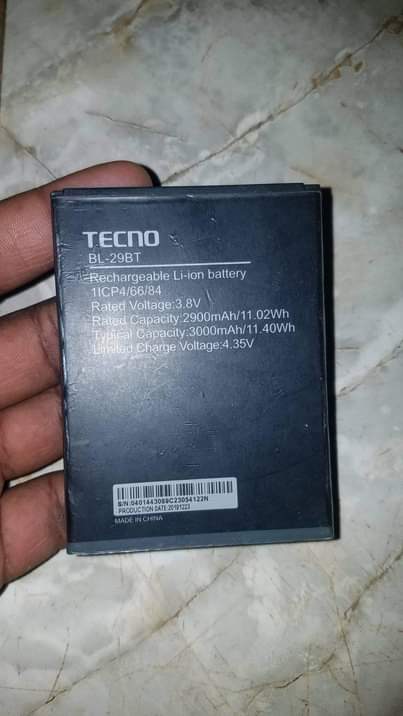 TECNO
BL-29BT
Rechargeable Li-ion battery
1ICP4/66/84
Rated Voltage:3.8V
Rated Capacity:2900mAh/11.02Wh
Typical Capacity:3000mAh/11.40Wh
Limited Charge Voltage:4.35V
S/N:0401443069C23054122N
PRODUCTION DATE:20191223
MADE IN CHINA